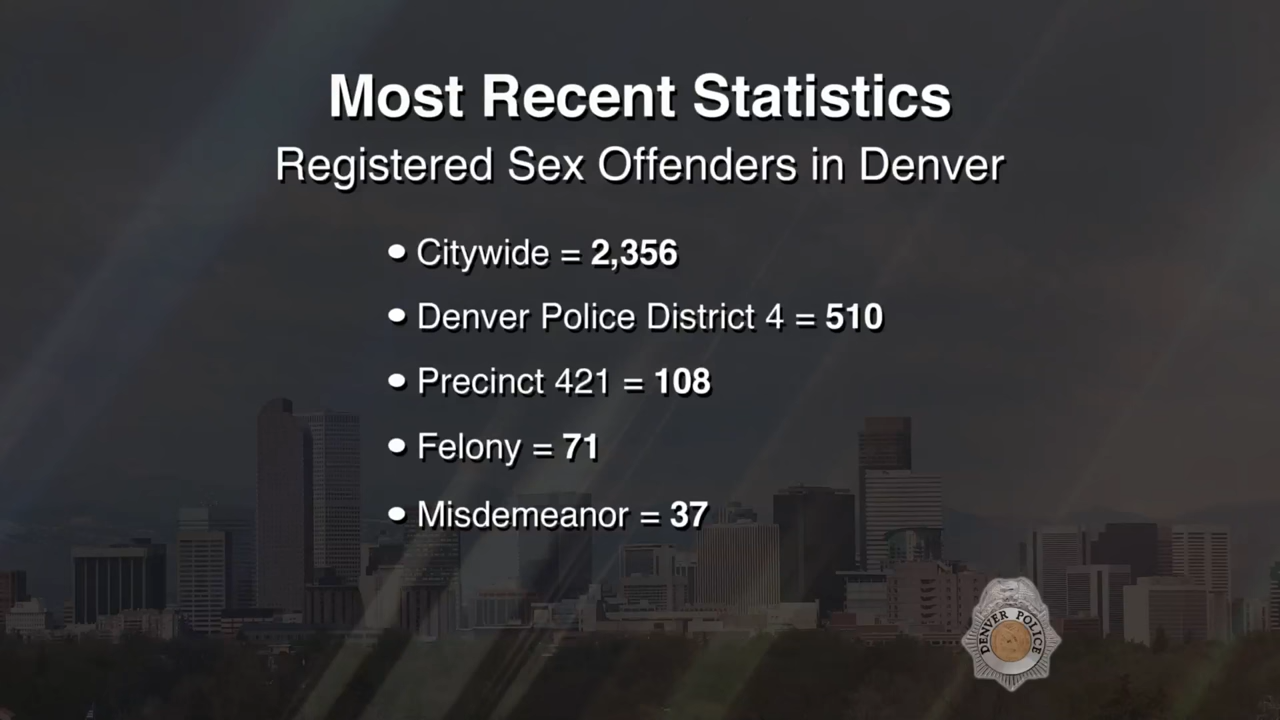 Most Recent Statistics
Registered Sex Offenders in Denver
• Citywide = 2,356
• Denver Police District 4 = 510
• Precinct 421 = 108
• Felony = 71
• Misdemeanor = 37
DENVER POLICE